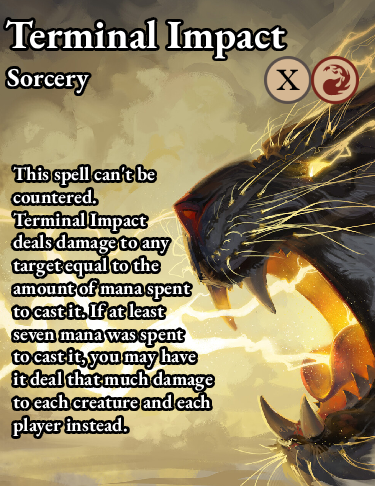 Terminal Impact
Sorcery
X
This spell can't be
countered.
Terminal Impact
deals damage to any
target equal to the
amount of mana spent
to cast it. If at least
seven mana was spent
to cast it, you may have
it deal that much damage
to each creature and each
player instead.